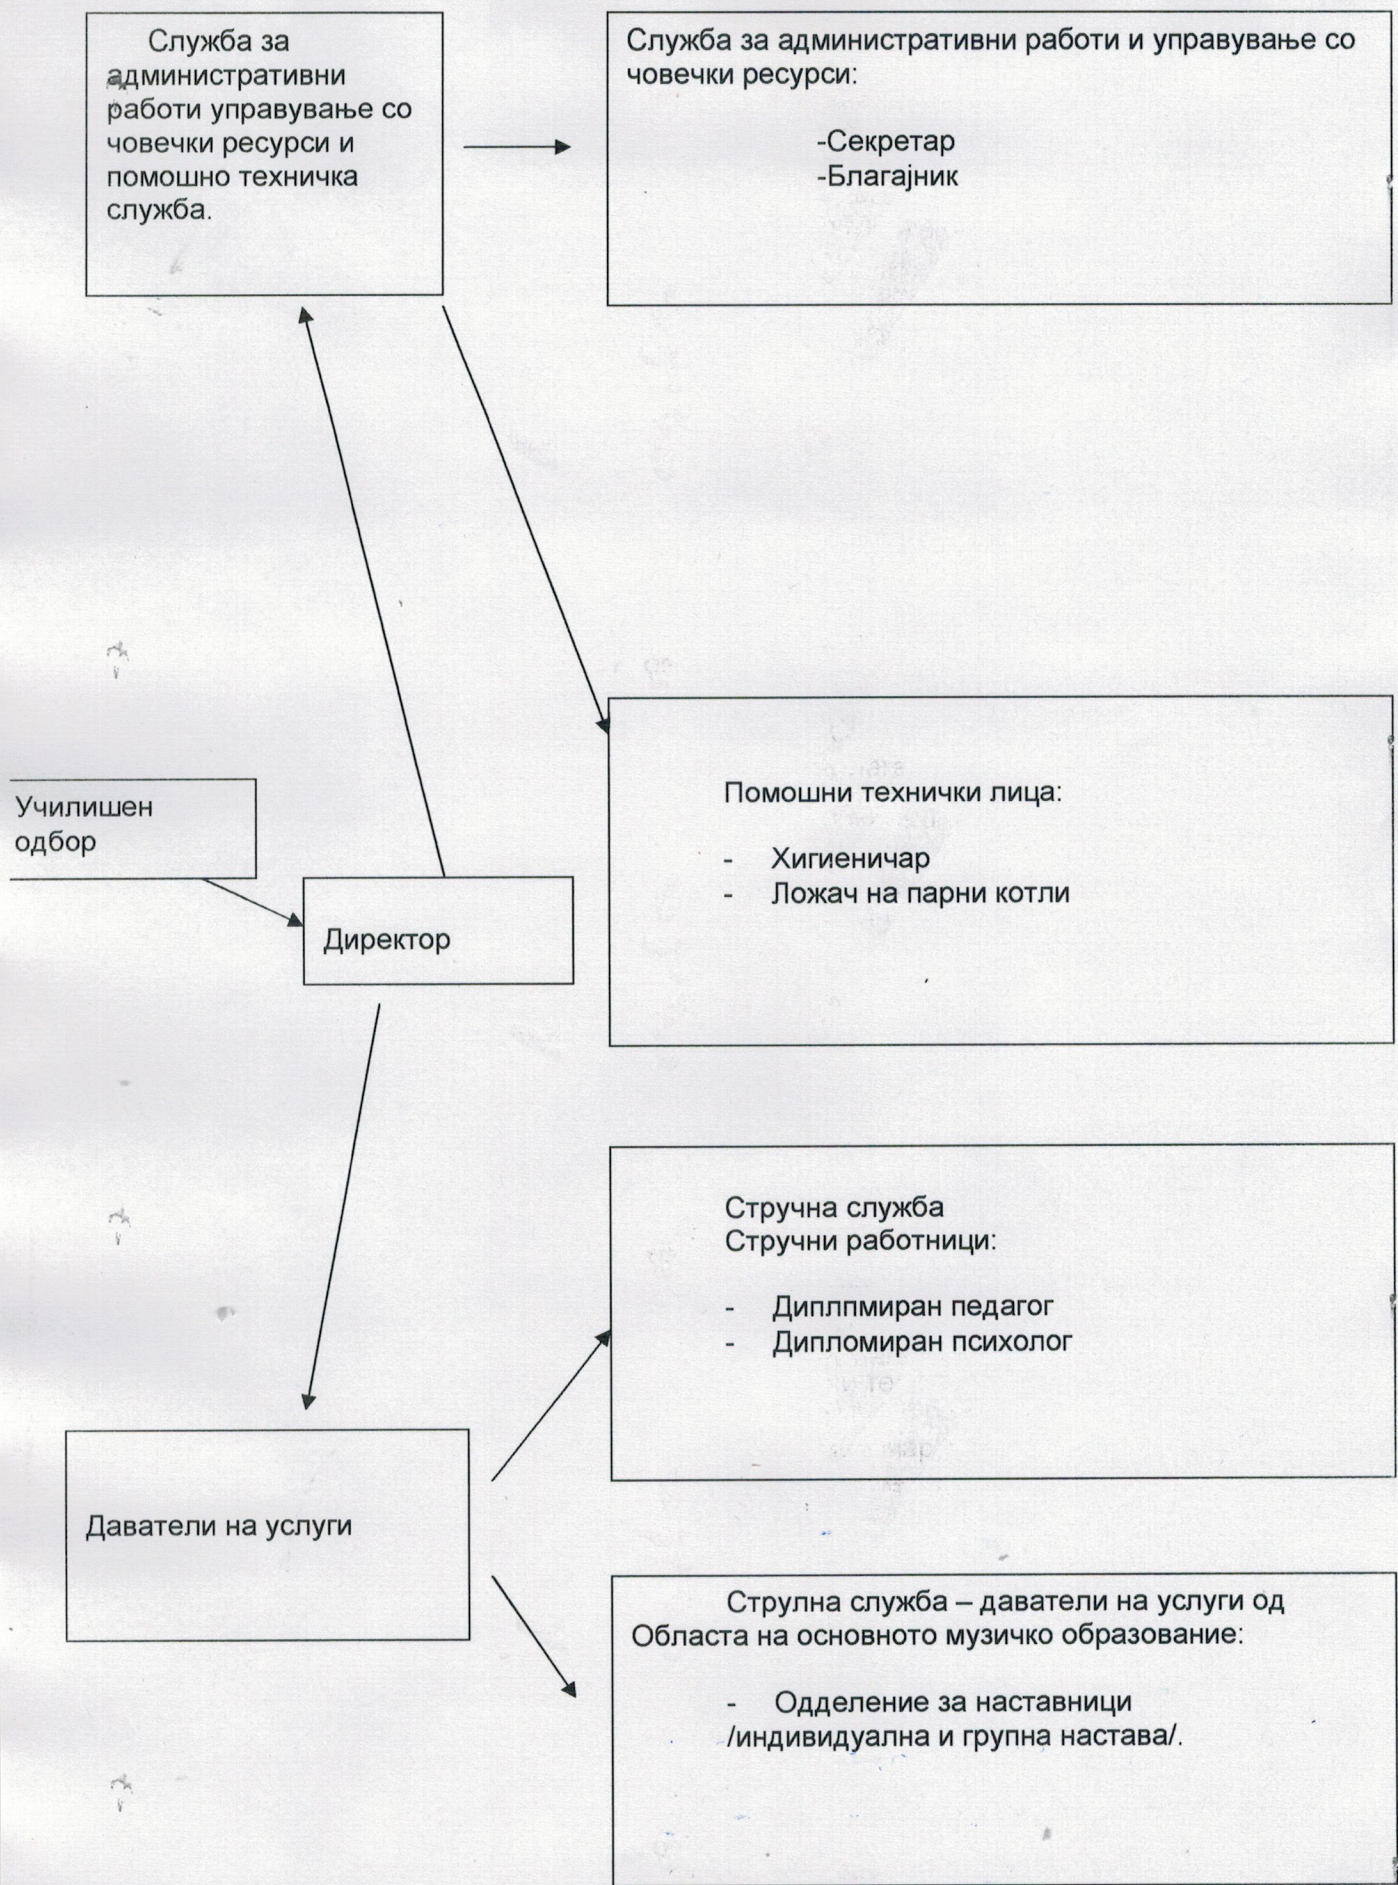 Служба за
административни
работи управување со
човечки ресурси и
помошно техничка
служба.
Служба за административни работи и управување со
човечки ресурси:
-Секретар
-Благајник
Помошни технички лица:
- Хигиеничар
- Ложач на парни котли
Училишен
одбор
Директор
Стручна служба
Стручни работници:
- Диплпмиран педагог
- Дипломиран психолог
Даватели на услуги
Струлна служба – даватели на услуги од
Областа на основното музичко образование:
- Одделение за наставници
/индивидуална и групна настава/.